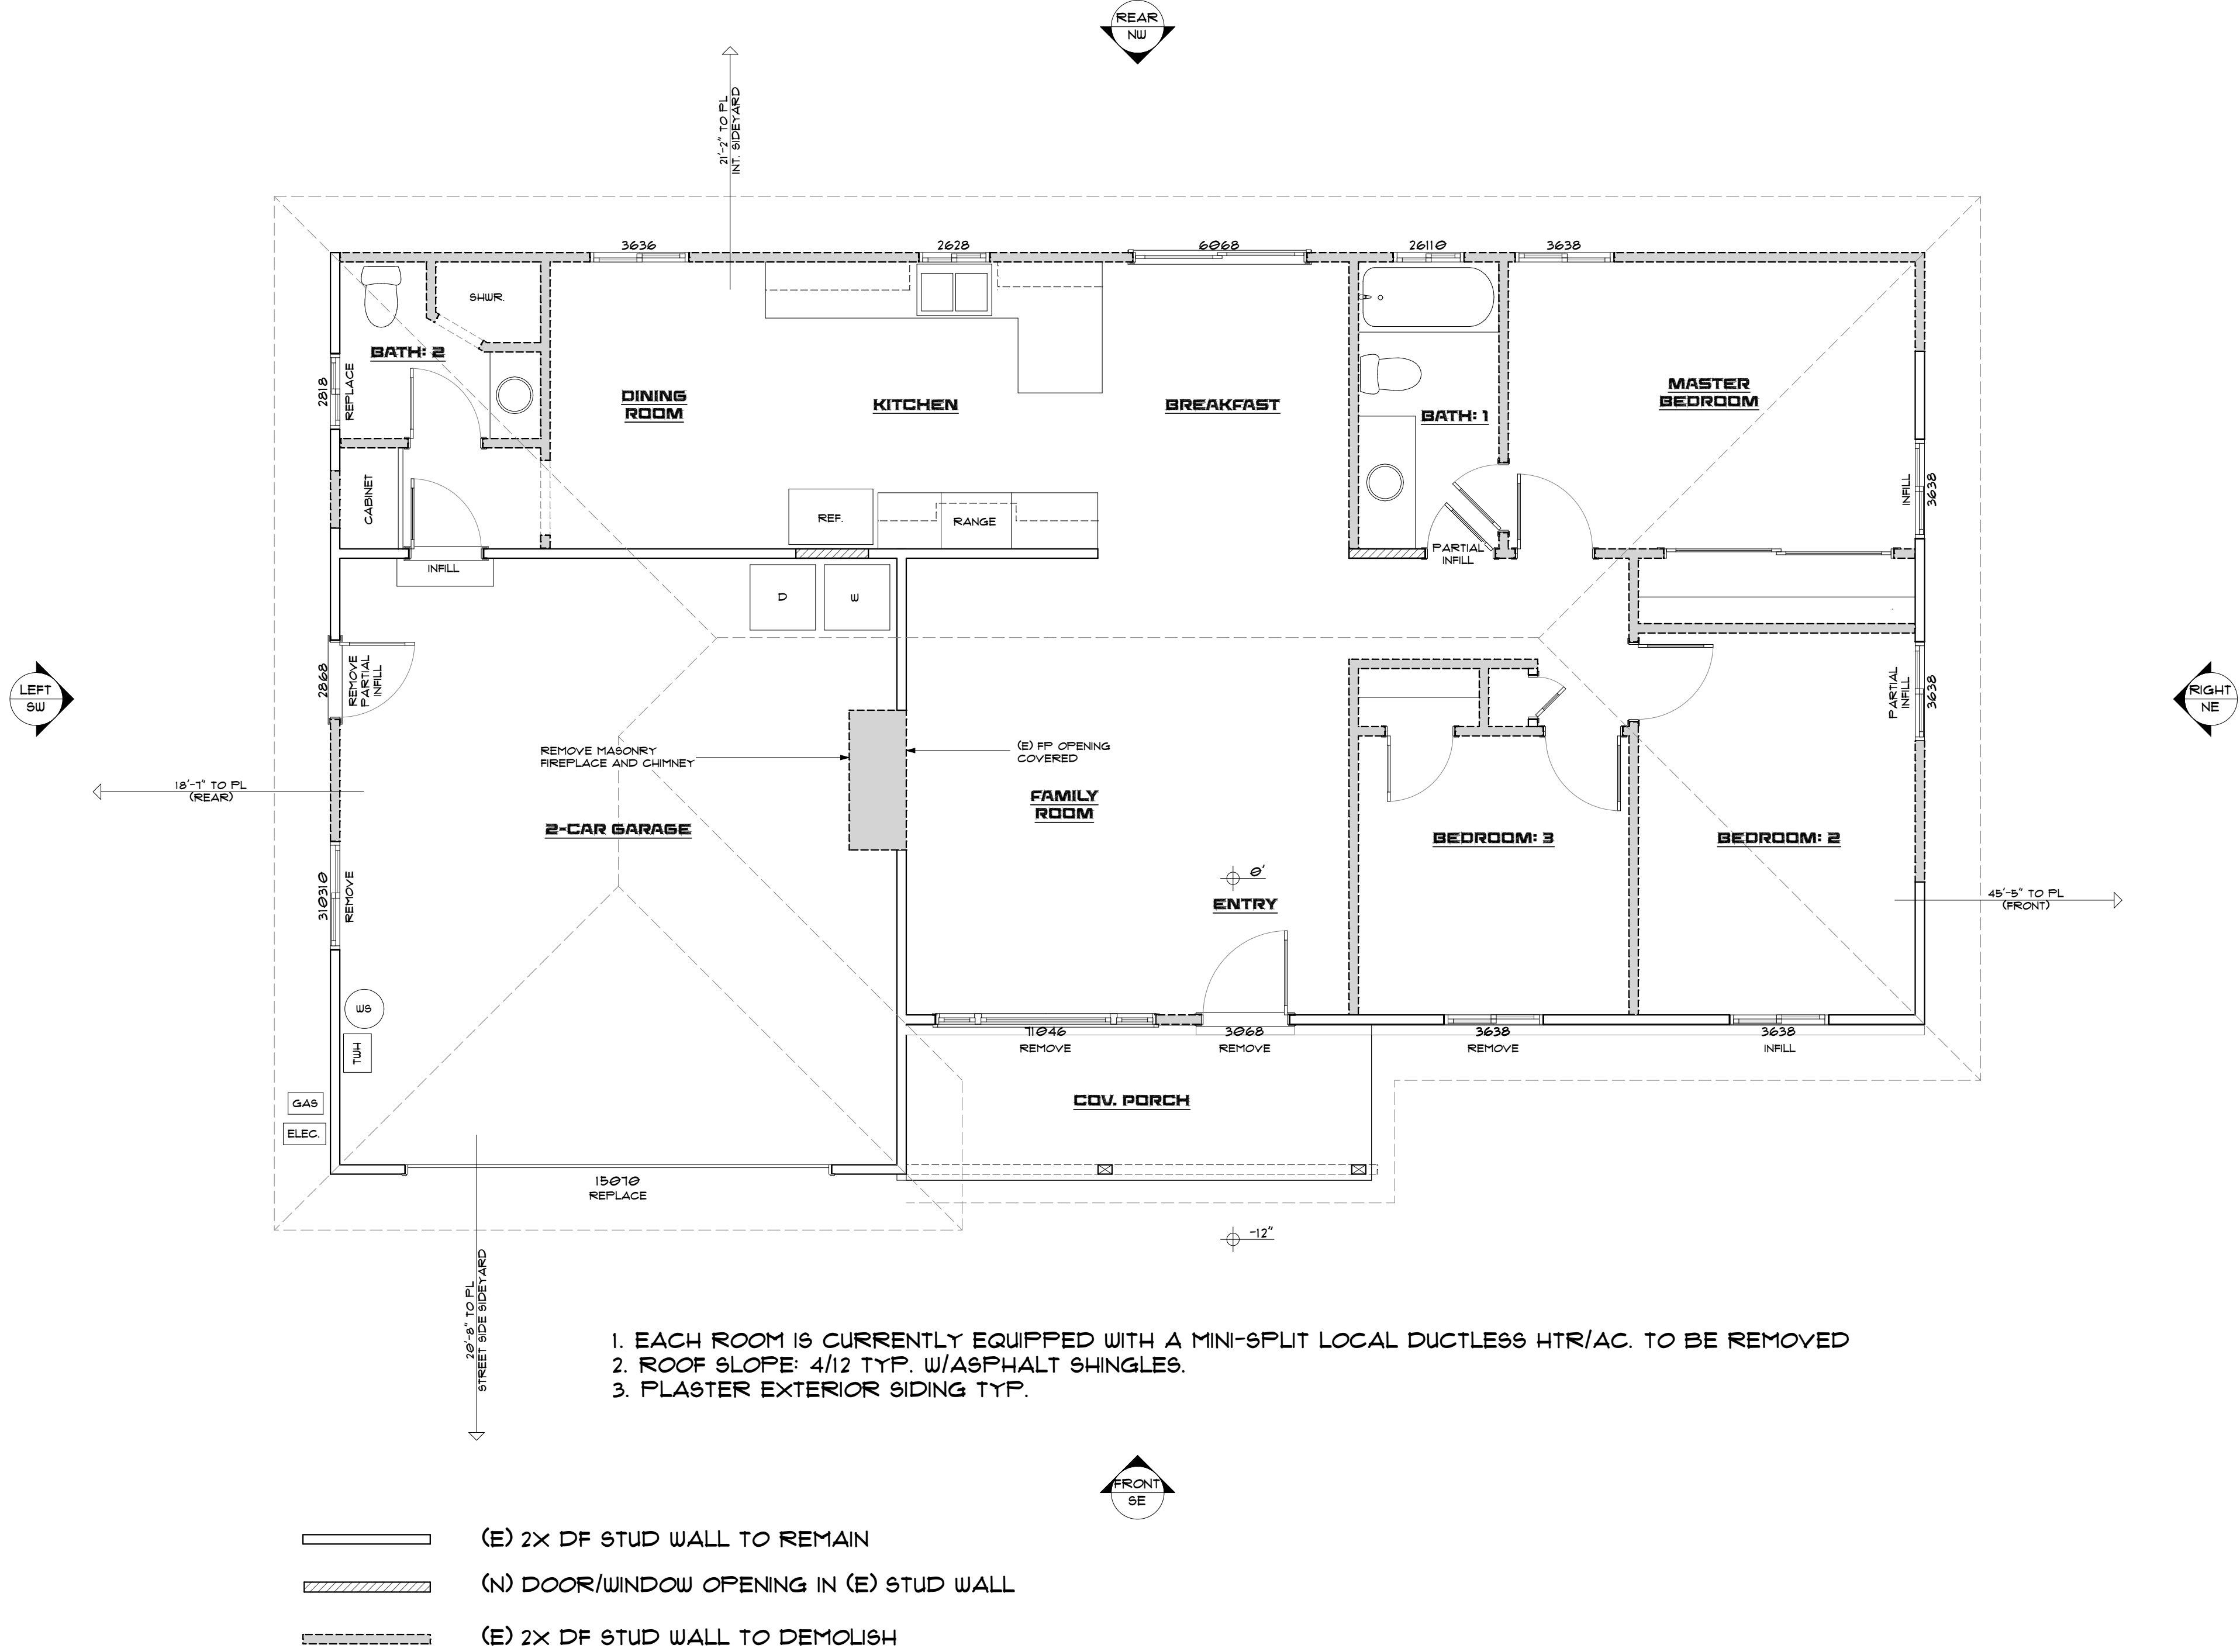 REAR
NW
21'-2" TO PL
INT. SIDEYARD
3636
2628
6068
26110
3638
SHWR.
BATH: 2
2818
REPLACE
DINING
ROOM
KITCHEN
BREAKFAST
BATH: 1
MASTER
BEDROOM
CABINET
REF.
RANGE
INFILL
3638
PARTIAL
INFILL
INFILL
D
W
LEFT
SW
2868
REMOVE
PARTIAL
INFILL
PARTIAL
INFILL
3638
RIGHT
NE
REMOVE MASONRY
FIREPLACE AND CHIMNEY
(E) FP OPENING
COVERED
18'-7" TO PL
(REAR)
FAMILY
ROOM
2-CAR GARAGE
BEDROOM: 3
BEDROOM: 2
310310
REMOVE
0'
ENTRY
45'-5" TO PL
(FRONT)
WS
TWH
71046
REMOVE
3068
REMOVE
3638
REMOVE
3638
INFILL
GAS
ELEC.
COV. PORCH
15070
REPLACE
-12"
20'-8" TO PL
STREET SIDE SIDEYARD
1. EACH ROOM IS CURRENTLY EQUIPPED WITH A MINI-SPLIT LOCAL DUCTLESS HTR/AC. TO BE REMOVED
2. ROOF SLOPE: 4/12 TYP. W/ASPHALT SHINGLES.
3. PLASTER EXTERIOR SIDING TYP.
FRONT
SE
(E) 2X DF STUD WALL TO REMAIN
(N) DOOR/WINDOW OPENING IN (E) STUD WALL
(E) 2X DF STUD WALL TO DEMOLISH